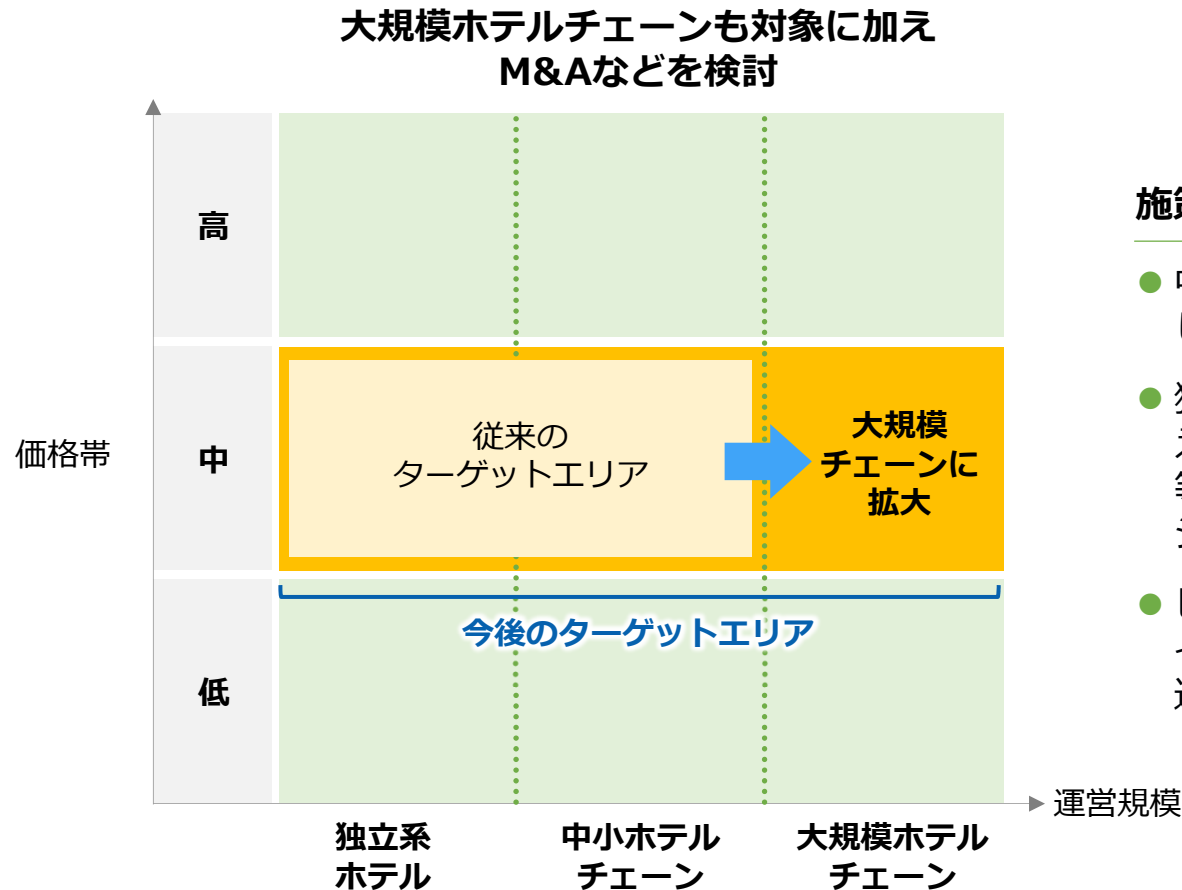 大規模ホテルチェーンも対象に加え
M&Aなどを検討
高
価格帯
中
従来の
ターゲットエリア
大規模
チェーンに
拡大
今後のターゲットエリア
低
運営規模
独立系
ホテル
中小ホテル
チェーン
大規模ホテル
チェーン